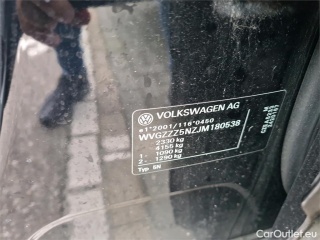 VOLKSWAGEN AG
e1*2001/116*0450
WVGZZZ5NZJM180538
2330 kg
4155 kg
1- 1090 kg
2- 1290 kg
Typ 5N
© CarOutlet.eu